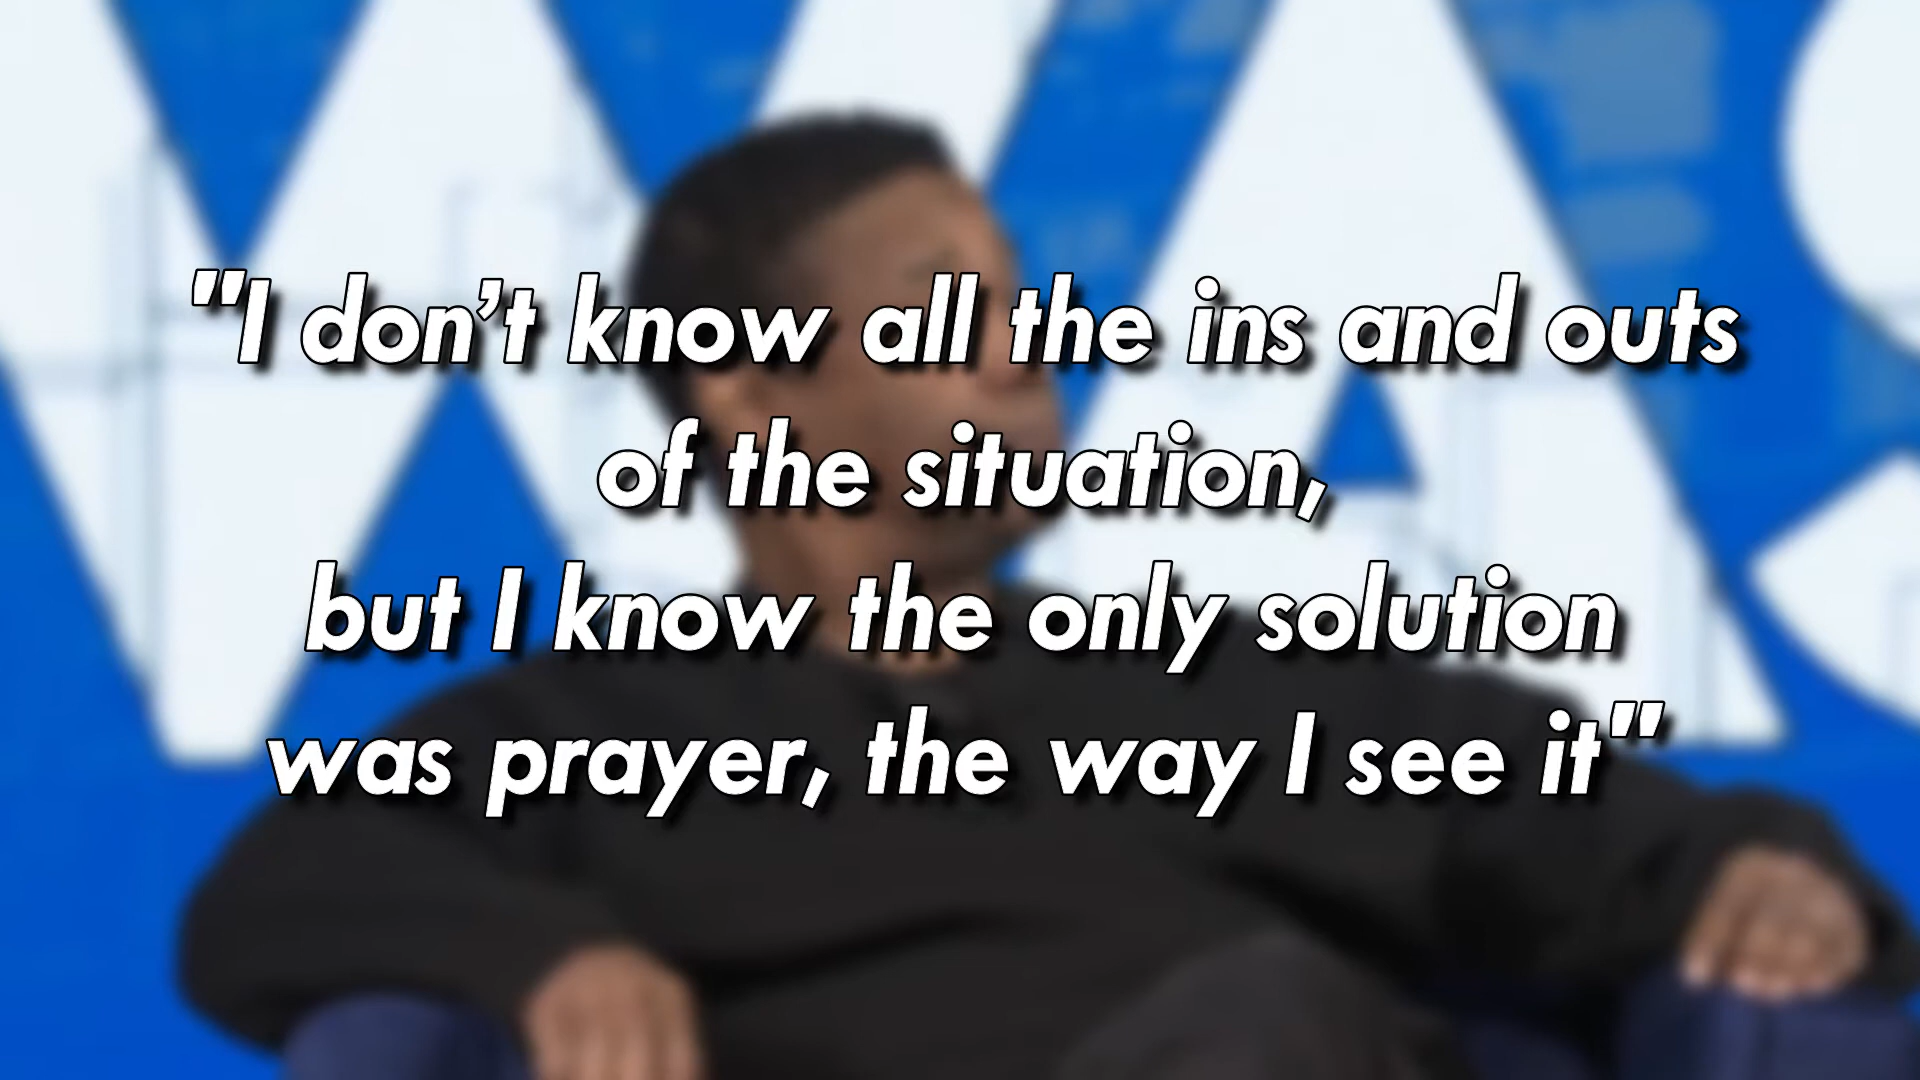 "I don’t know all the ins and outs
of the situation,
but I know the only solution
was prayer, the way I see it"